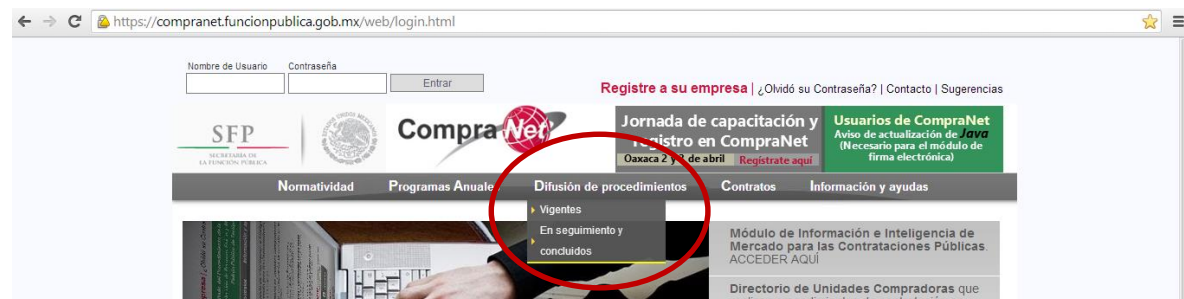 https://compranet.funcionpublica.gob.mx/web/login.html
Nombre de Usuario Contraseña
Entrar
Registre a su empresa | ¿Olvidó su Contraseña? | Contacto | Sugerencias
SFP
SECRETARÍA DE
LA FUNCIÓN PÚBLICA
CompraNet
Jornada de capacitación y
registro en CompraNet
Oaxaca 2 y 3 de abril Regístrate aquí
Usuarios de CompraNet
Aviso de actualización de Java
(Necesario para el módulo de
firma electrónica)
Normatividad Programas Anuales Difusión de procedimientos Contratos Información y ayudas
Vigentes
En seguimiento y
concluidos
Módulo de Información e Inteligencia de
Mercado para las Contrataciones Públicas.
ACCEDER AQUÍ
Directorio de Unidades Compradoras que